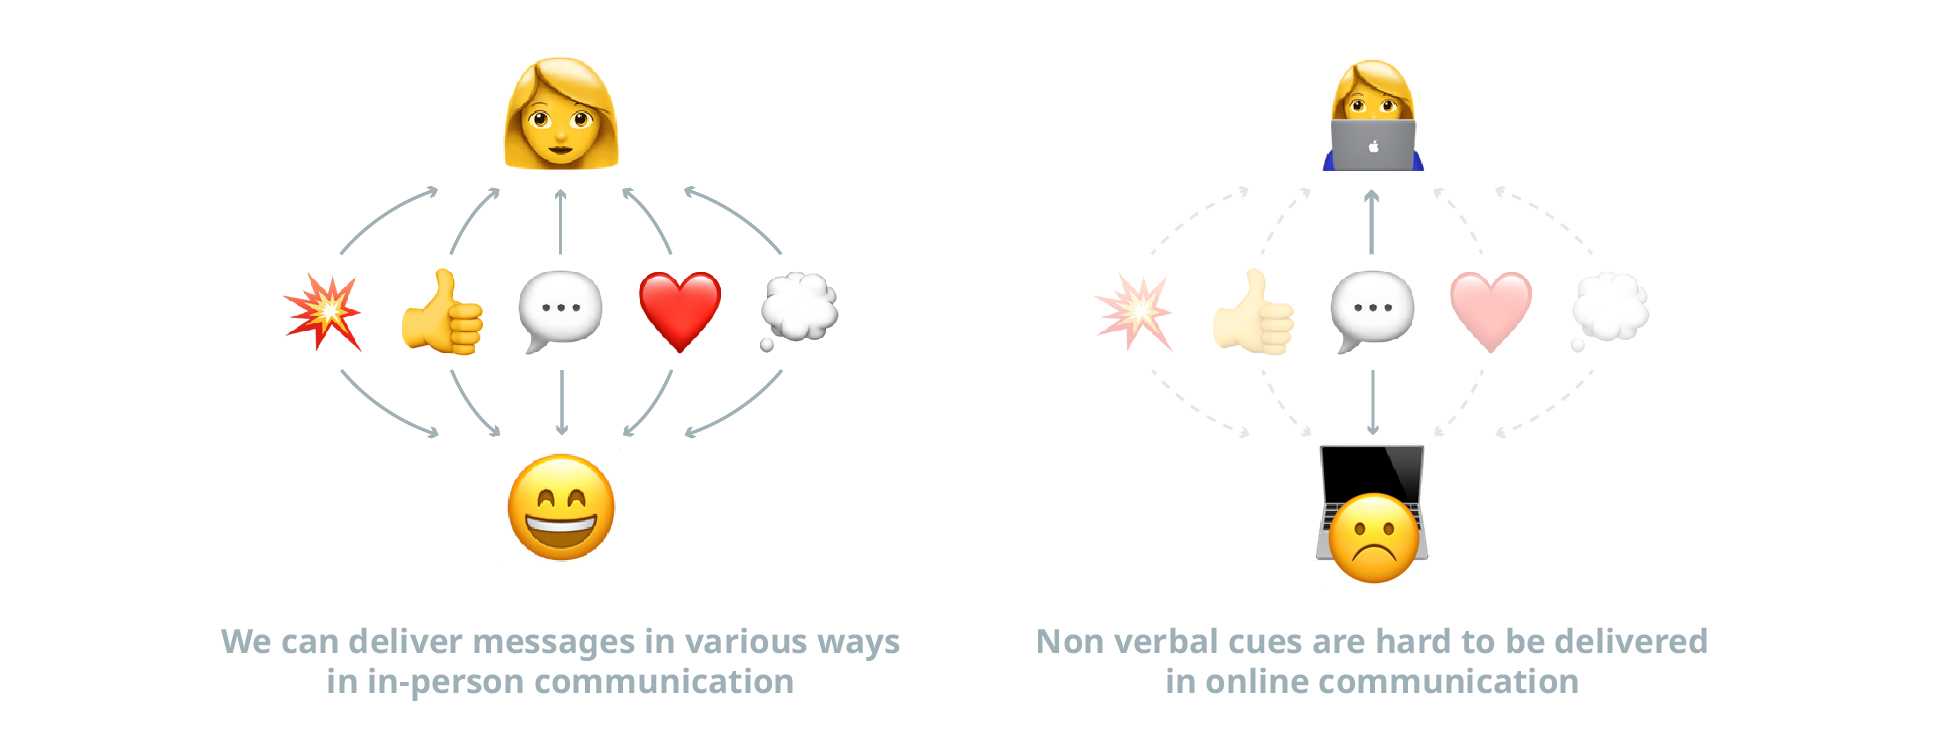 We can deliver messages in various ways
in in-person communication
Non verbal cues are hard to be delivered
in online communication